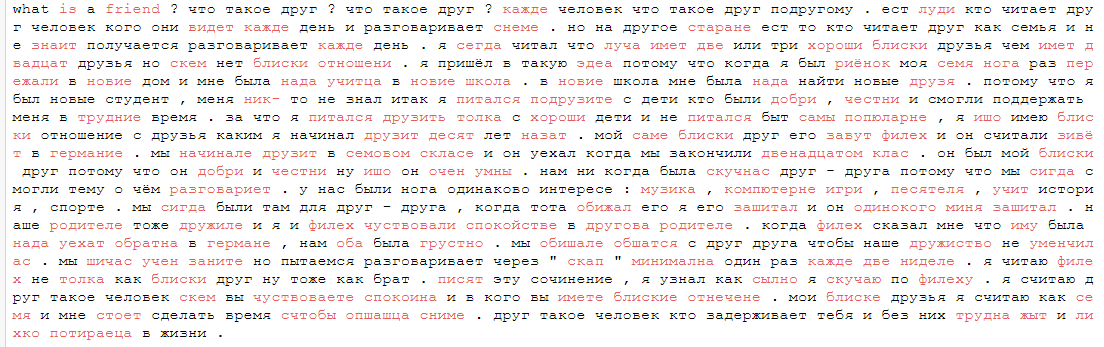 what is a friend ? что такое друг ? что такое друг ? кажде человек что такое друг подругому . ест луди кто читает дру
г человек кого они видет кажде день и разговаривает снеме . но на другое старане ест то кто читает друг как семья и н
е знаит получается разговаривает кажде день . я сегда читал что луча имет две или три хороши блиски друзья чем имет д
вадцат друзья но скем нет блиски отношени . я пришёл в такую эдеа потому что когда я был риёнок моя семя нога раз пер
ежали в новие дом и мне была нада учитца в новие школа . в новие школа мне была нада найти новые друзя . потому что я
был новые студент , меня ник- то не знал итак я питался подрузите с дети кто были добри , честни и смогли поддержать
меня в трудние время . за что я питался друзить толка с хороши дети и не питался быт самы попюларне , я ишо имею блис
ки отношение с друзья каким я начинал друзит десят лет назат . мой саме блиски друг его завут филех и он считали зивё
т в германие . мы начинале друзит в семовом скласе и он уехал когда мы закончили двенадцатом клас . он был мой блиски
друг потому что он добри и честни ну ишо он очен умны . нам ни когда была скучнас друг - друга потому что мы сигда с
могли тему о чём разговариет . у нас были нога одинаково интересе : музика , компютерне игри , песятеля , учит истори
я , спорте . мы сигда были там для друг - друга , когда тота обижал его я его зашитал и он одинокого миня зашитал . н
аше родителе тоже дружиле и я и филех чуствовали спокойстве в другова родителе . когда филех сказал мне что иму была
нада уехат обратна в германе , нам оба была грустно . мы обишале обшатся с друг друга чтобы наше дружиство не уменчил
ас . мы шичас учен заните но пытаемся разговаривает через " скап " минимална один раз кажде две ниделе . я читаю филе
х не толка как блиски друг ну тоже как брат . писят эту сочинение , я узнал как сылно я скучаю по филеху . я считаю д
руг такое человек скем вы чуствоваете спокоина и в кого вы имете блиские отнечене . мои блиске друзья я считаю как се
мя и мне стоет сделать время счтобы опшашца сниме . друг такое человек кто задерживает тебя и без них трудна жыт и ли
хко потираеца в жизни .